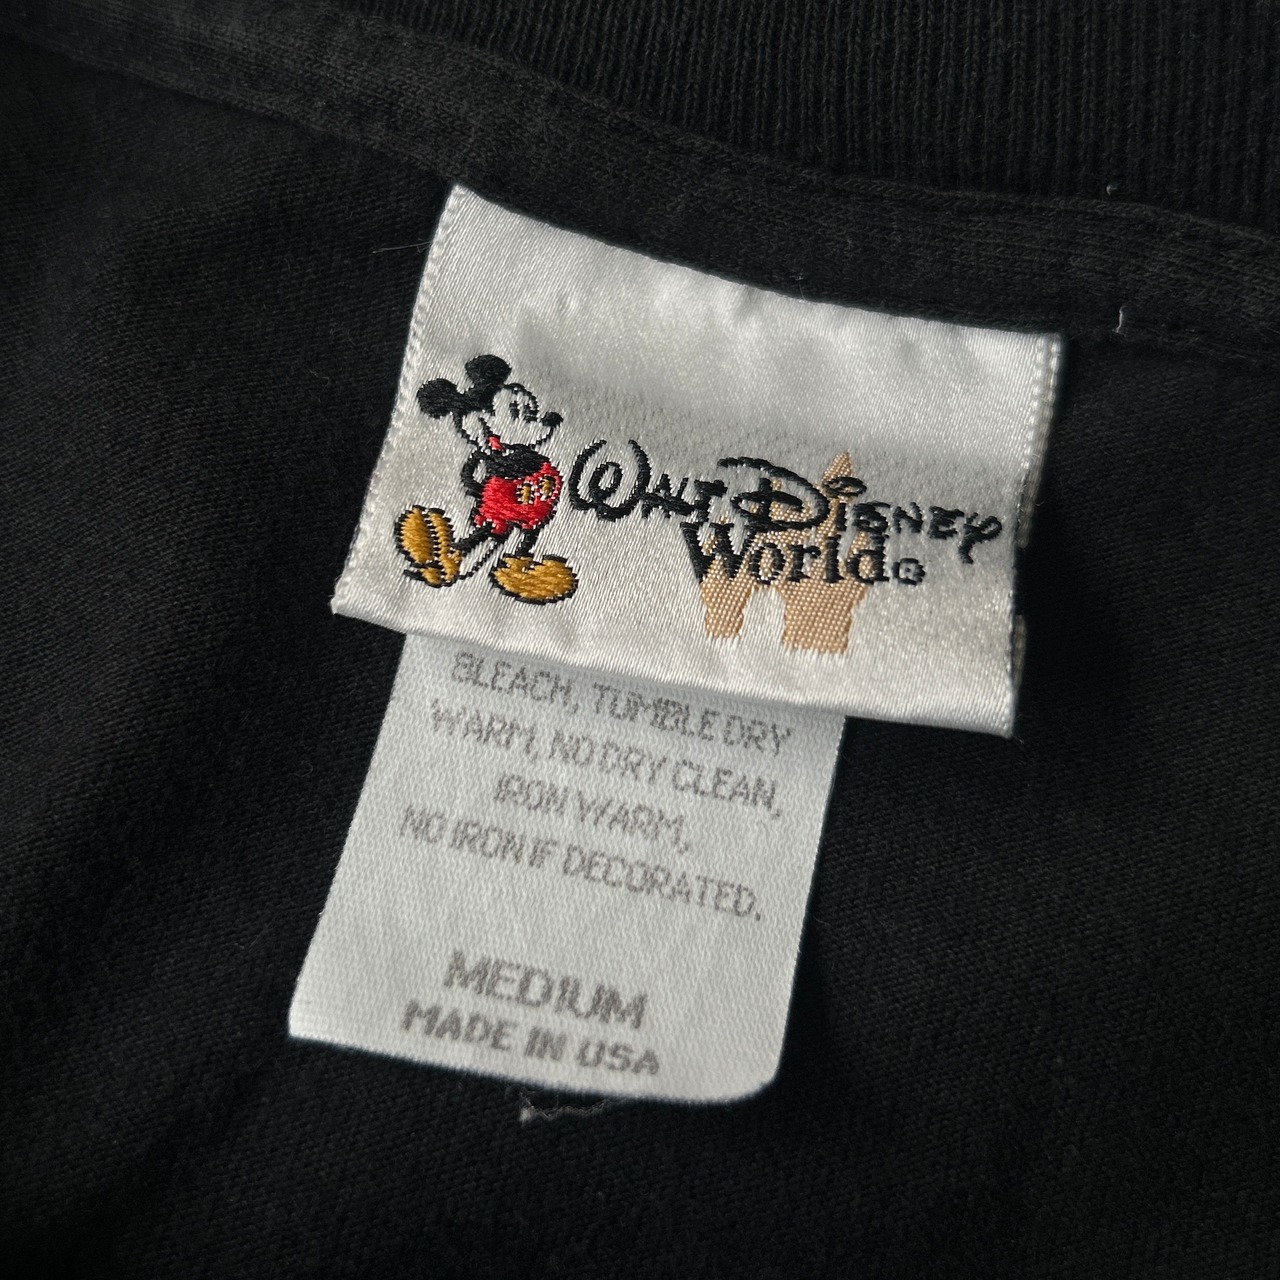 Walt Disney
World®
BLEACH, TUMBLE DRY
WARM, NO DRY CLEAN,
IRON WARM,
NO IRON IF DECORATED.
MEDIUM
MADE IN USA